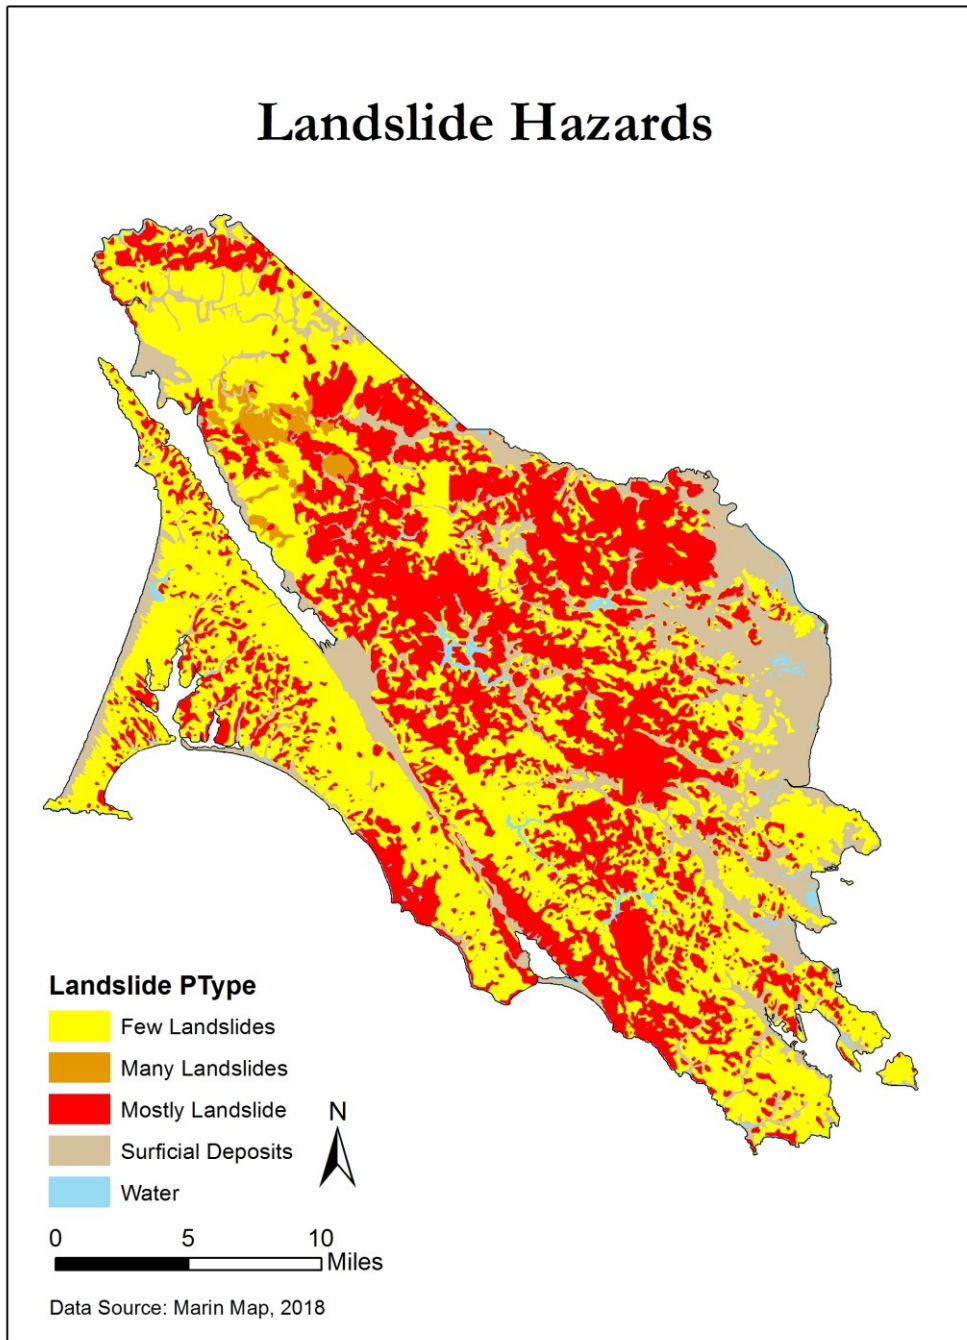 Landslide Hazards
Landslide PType
Few Landslides
Many Landslides
Mostly Landslide
Surficial Deposits
Water
N
0 5 10
Miles
Data Source: Marin Map, 2018